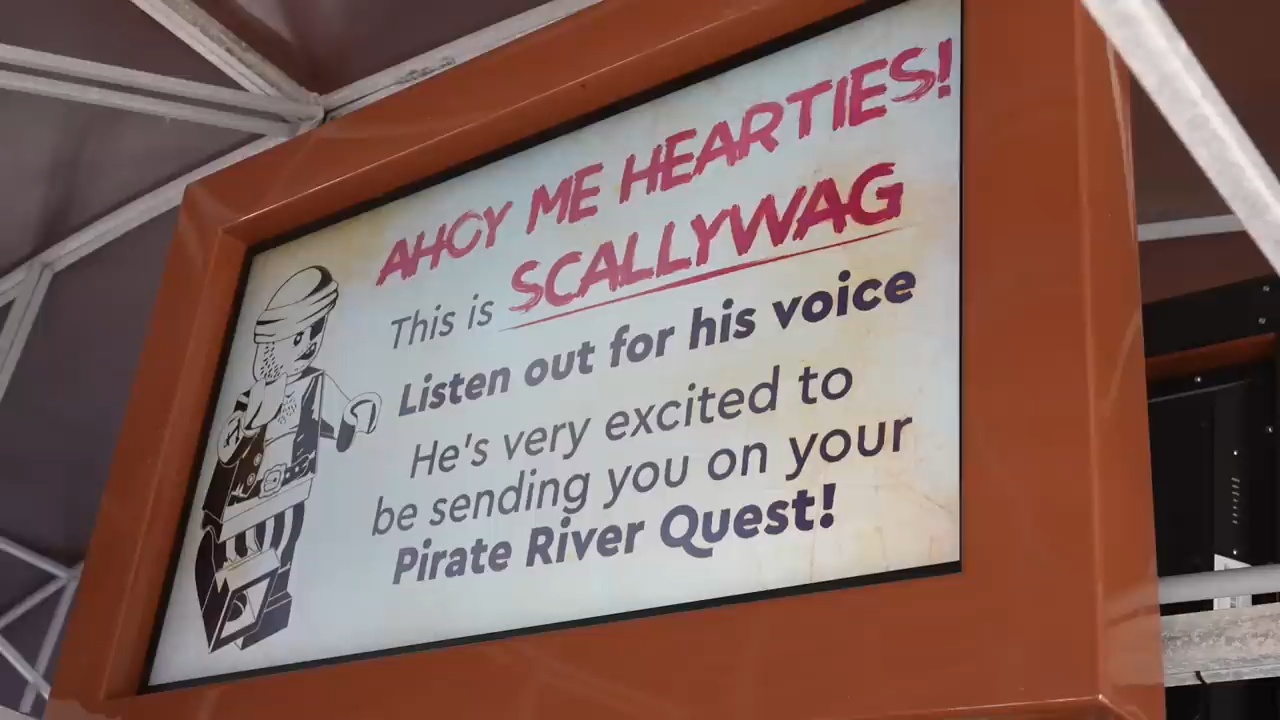 AHOY ME HEARTIES!
This is SCALLYWAG
Listen out for his voice
He's very excited to
be sending you on your
Pirate River Quest!